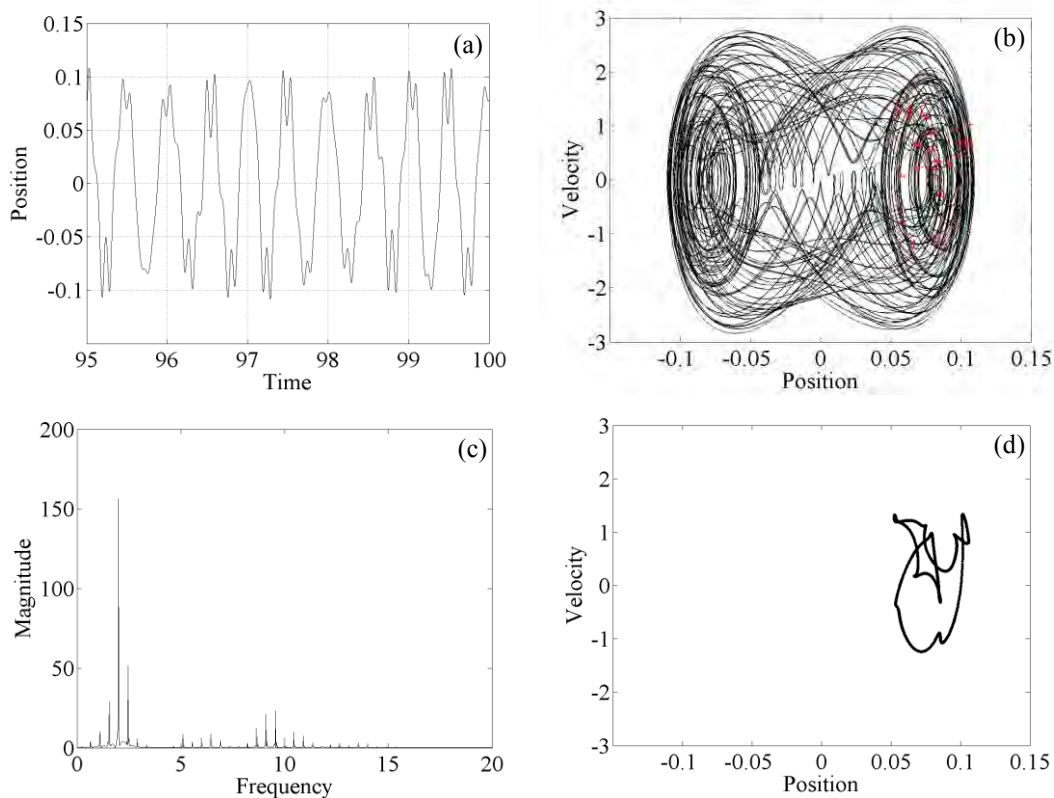 (a)
0.15
0.1
0.05
0
-0.05
-0.1
Position
95 96 97 98 99 100
Time
(b)
3
2
1
0
-1
-2
-3
Velocity
-0.1 -0.05 0 0.05 0.1 0.15
Position
(c)
200
150
100
50
0
Magnitude
0 5 10 15 20
Frequency
(d)
3
2
1
0
-1
-2
-3
Velocity
-0.1 -0.05 0 0.05 0.1 0.15
Position